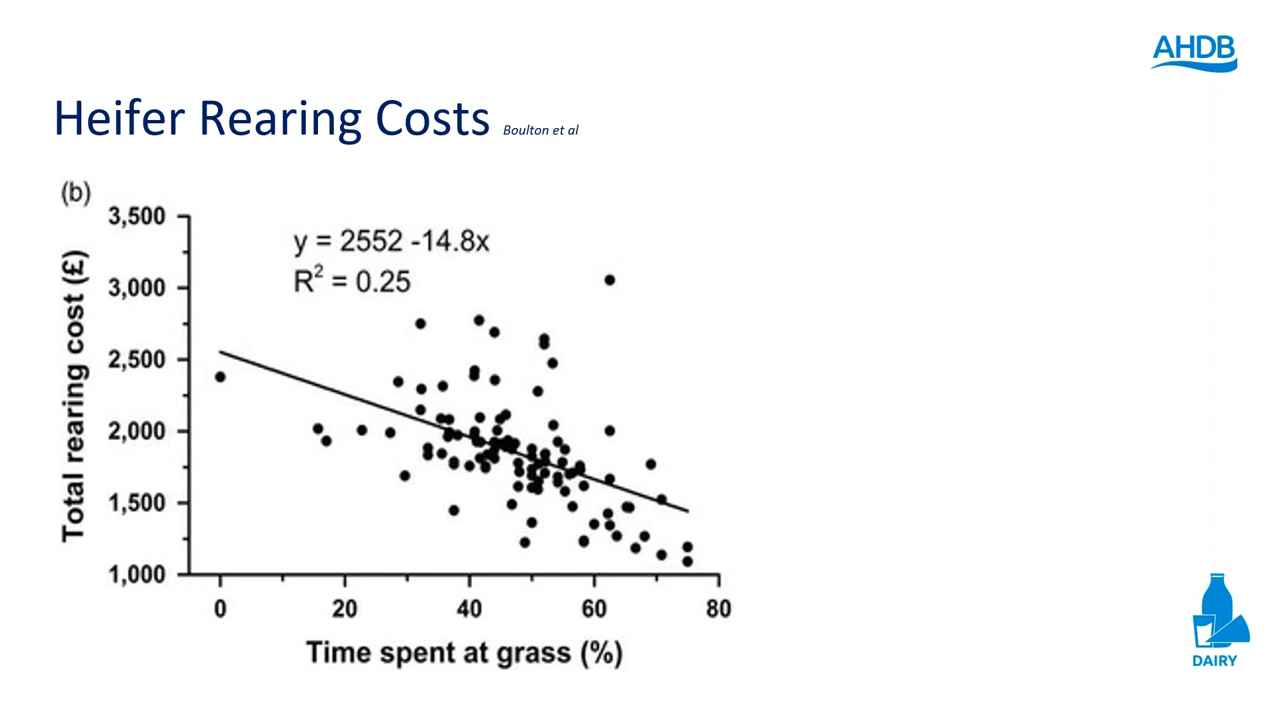 AHDB
Heifer Rearing Costs Boulton et al
(b)
3,500
3,000
2,500
2,000
1,500
1,000
Total rearing cost (£)
y = 2552 -14.8x
R² = 0.25
0 20 40 60 80
Time spent at grass (%)
DAIRY